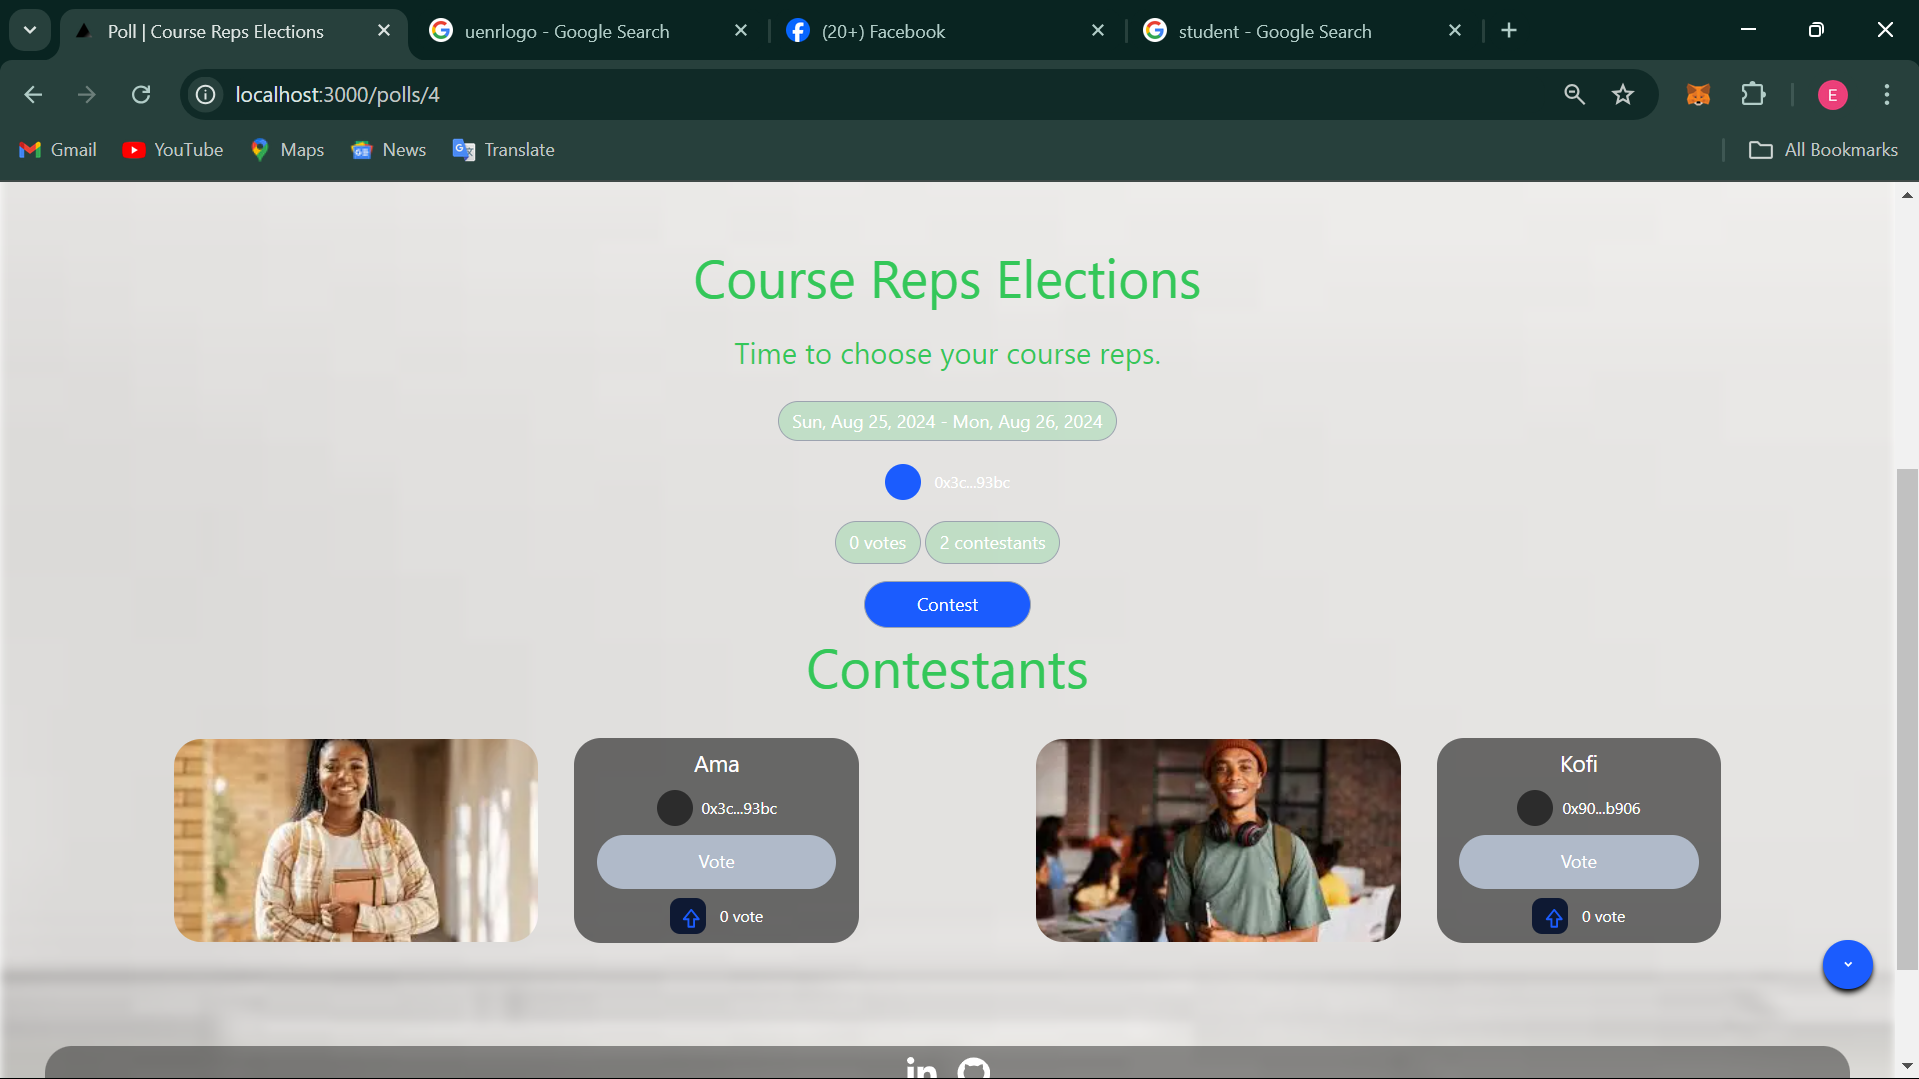 Poll | Course Reps Elections
uenrlogo - Google Search
(20+) Facebook
student - Google Search
localhost:3000/polls/4
E
Gmail
YouTube
Maps
News
Translate
All Bookmarks
Course Reps Elections
Time to choose your course reps.
Sun, Aug 25, 2024 - Mon, Aug 26, 2024
0x3c...93bc
0 votes
2 contestants
Contest
Contestants
Ama
0x3c...93bc
Vote
0 vote
Kofi
0x90...b906
Vote
0 vote